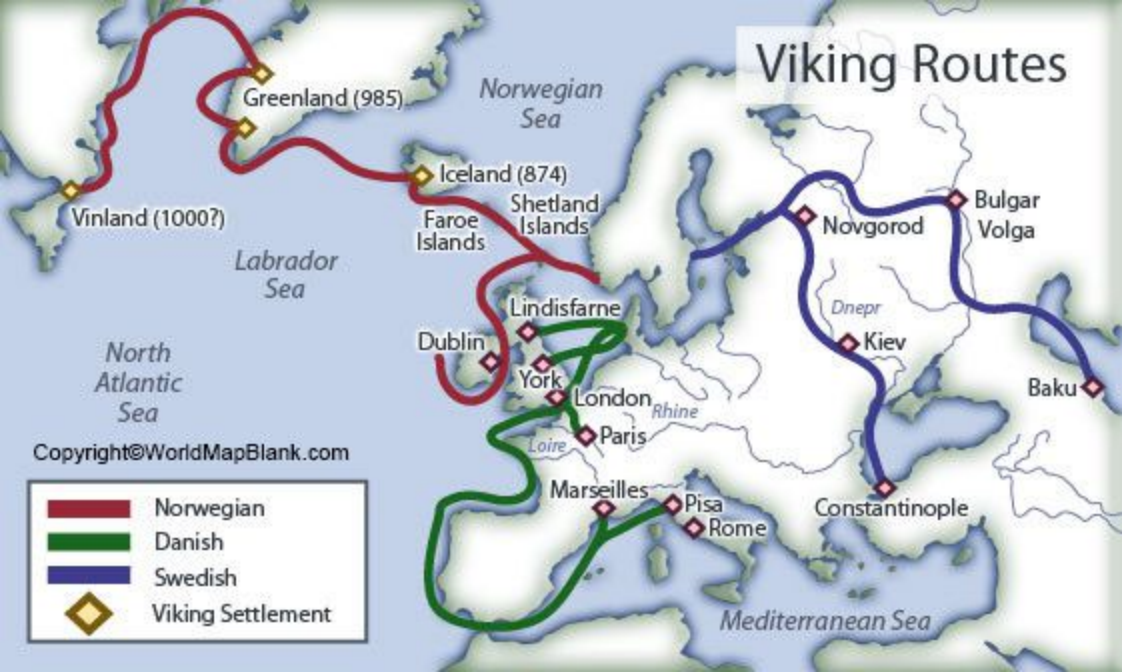 Viking Routes
Norwegian
Sea
Greenland (985)
Iceland (874)
Vinland (1000?)
Faroe
Islands
Shetland
Islands
Bulgar
Volga
Novgorod
Labrador
Sea
Lindisfarne
Dnepr
Dublin
Kiev
North
Atlantic
Sea
York
London
Baku
Rhine
Paris
Loire
Copyright©WorldMapBlank.com
Marseilles
Pisa
Rome
Constantinople
Mediterranean Sea
Norwegian
Danish
Swedish
Viking Settlement